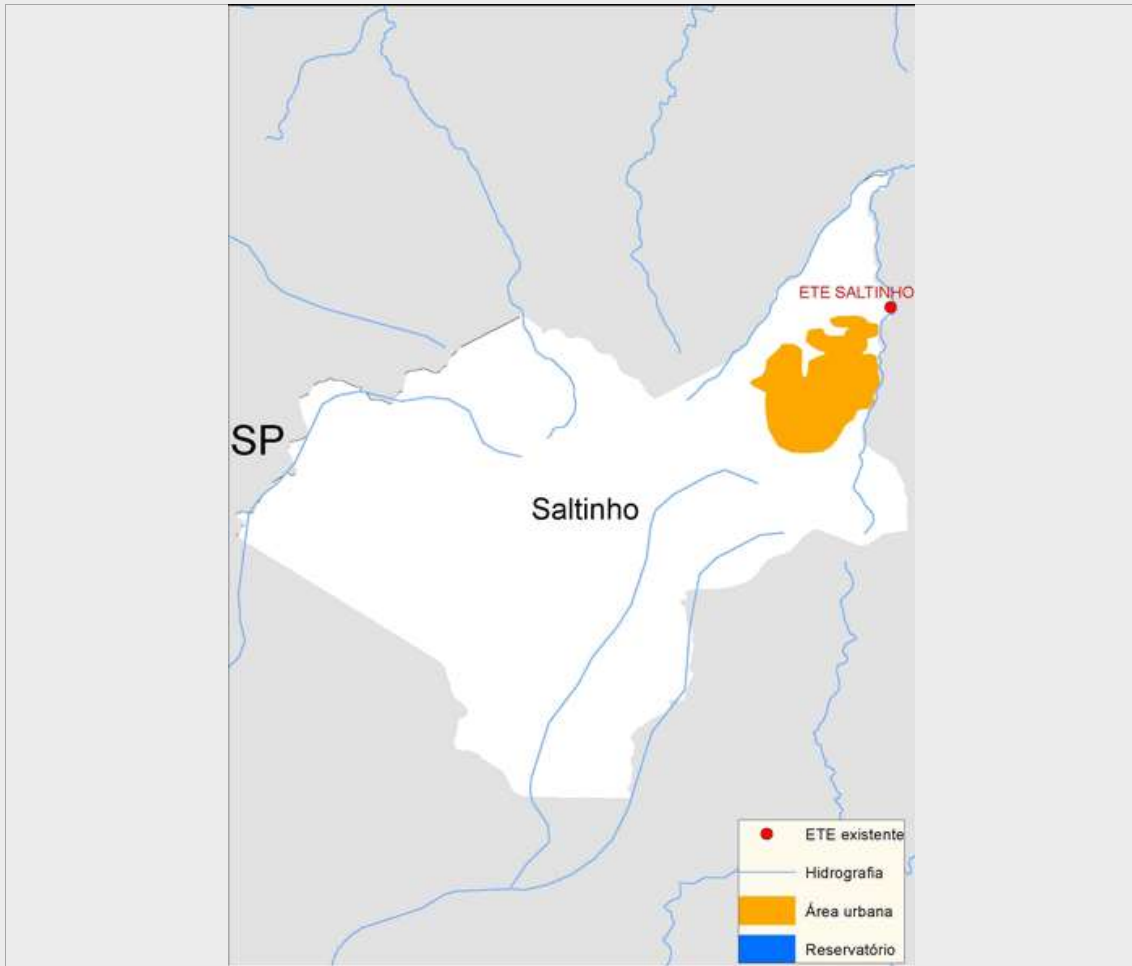 ETE SALTINHO
SP
Saltinho
ETE existente
Hidrografia
Área urbana
Reservatório